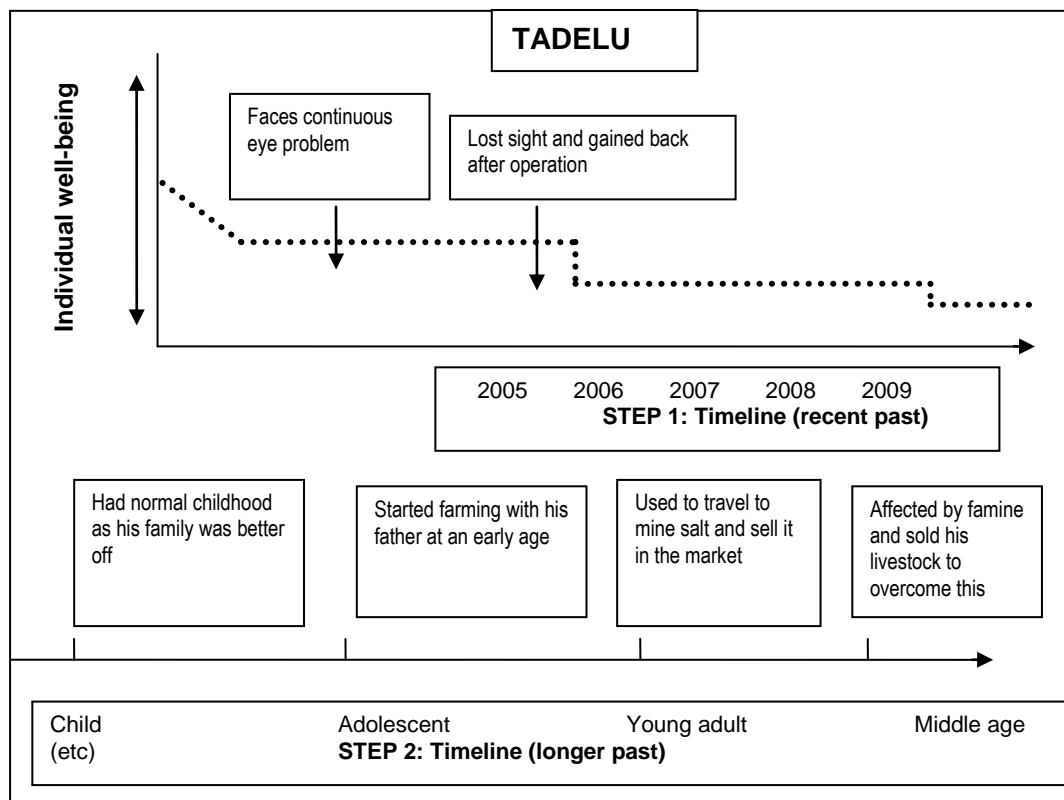 TADELU
Individual well-being
Faces continuous
eye problem
Lost sight and gained back
after operation
2005 2006 2007 2008 2009
STEP 1: Timeline (recent past)
Had normal childhood
as his family was better
off
Started farming with his
father at an early age
Used to travel to
mine salt and sell it
in the market
Affected by famine
and sold his
livestock to
overcome this
Child Adolescent Young adult Middle age
(etc) STEP 2: Timeline (longer past)